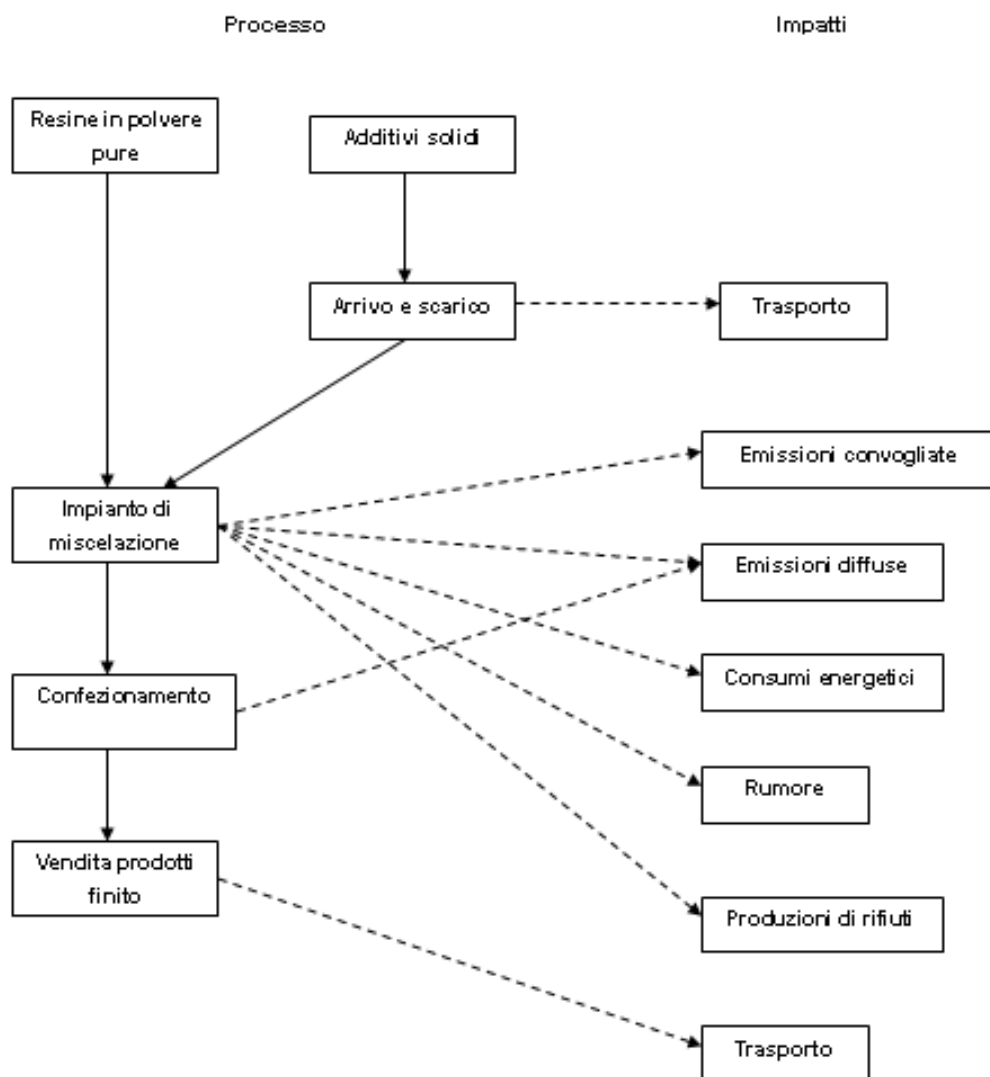 Processo
Impatti
Resine in polvere
pure
Additivi solidi
Arrivo e scarico
Trasporto
Emissioni convogliate
Impianto di
miscelazione
Emissioni diffuse
Consumi energetici
Confezionamento
Rumore
Vendita prodotti
finito
Produzioni di rifiuti
Trasporto